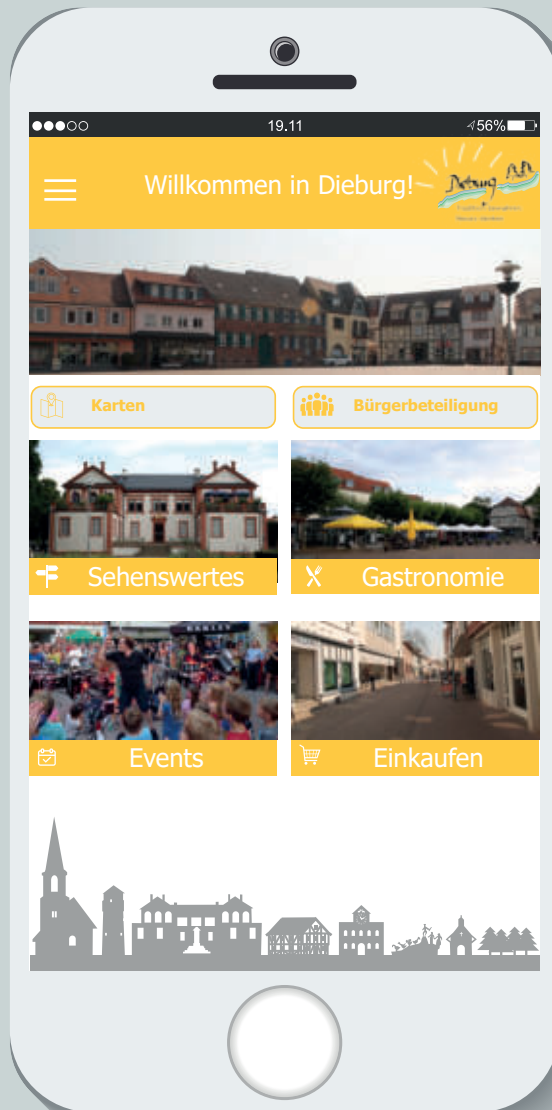 19.11
56%
Willkommen in Dieburg!
Dieburg
Karten
Bürgerbeteiligung
Sehenswertes
Gastronomie
Events
Einkaufen